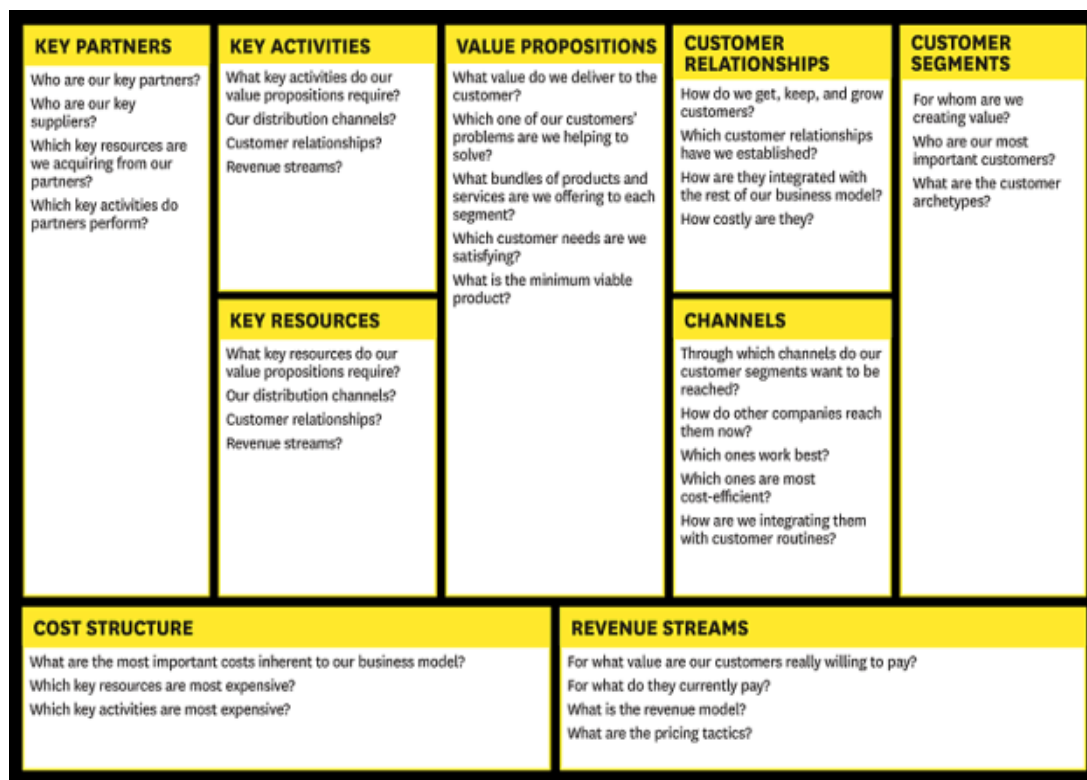 KEY PARTNERS
Who are our key partners?
Who are our key
suppliers?
Which key resources are
we acquiring from our
partners?
Which key activities do
partners perform?
KEY ACTIVITIES
What key activities do our
value propositions require?
Our distribution channels?
Customer relationships?
Revenue streams?
KEY RESOURCES
What key resources do our
value propositions require?
Our distribution channels?
Customer relationships?
Revenue streams?
VALUE PROPOSITIONS
What value do we deliver to the
customer?
Which one of our customers’
problems are we helping to
solve?
What bundles of products and
services are we offering to each
segment?
Which customer needs are we
satisfying?
What is the minimum viable
product?
CUSTOMER
RELATIONSHIPS
How do we get, keep, and grow
customers?
Which customer relationships
have we established?
How are they integrated with
the rest of our business model?
How costly are they?
CHANNELS
Through which channels do our
customer segments want to be
reached?
How do other companies reach
them now?
Which ones work best?
Which ones are most
cost-efficient?
How are we integrating them
with customer routines?
CUSTOMER
SEGMENTS
For whom are we
creating value?
Who are our most
important customers?
What are the customer
archetypes?
COST STRUCTURE
What are the most important costs inherent to our business model?
Which key resources are most expensive?
Which key activities are most expensive?
REVENUE STREAMS
For what value are our customers really willing to pay?
For what do they currently pay?
What is the revenue model?
What are the pricing tactics?